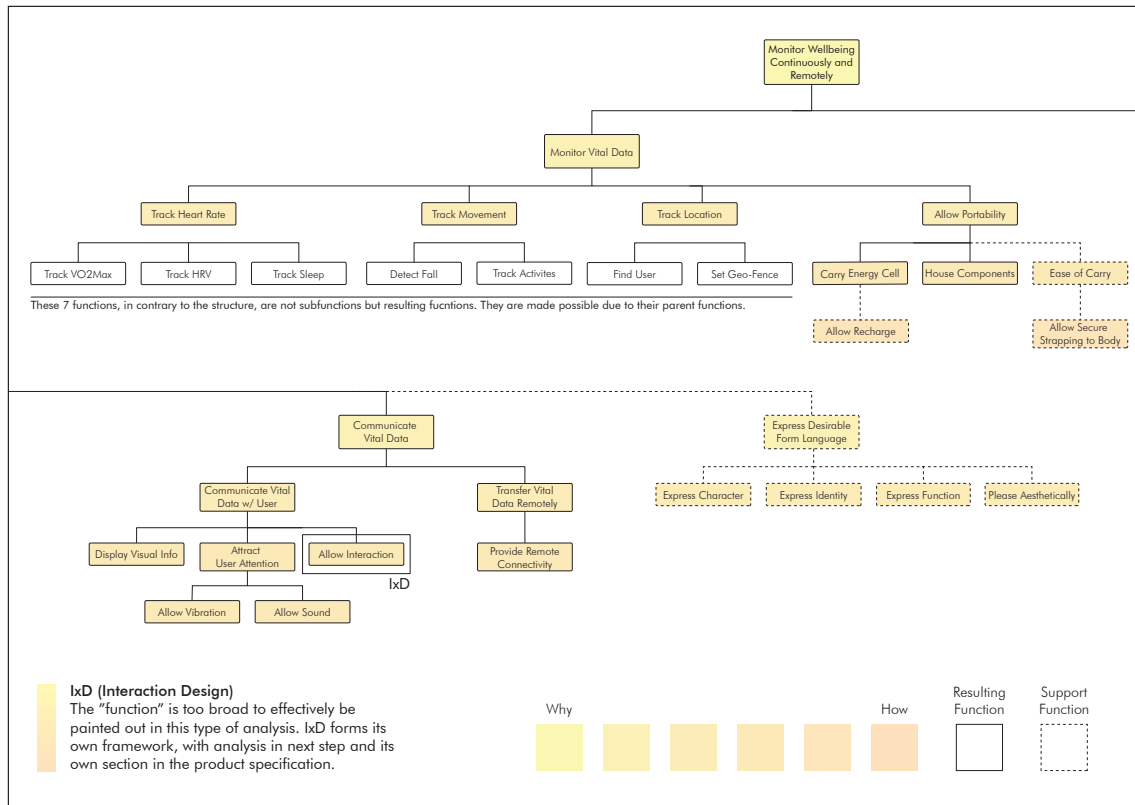 Monitor Wellbeing
Continuously and
Remotely
Monitor Vital Data
Track Heart Rate
Track Movement
Track Location
Allow Portability
Track VO2Max
Track HRV
Track Sleep
Detect Fall
Track Activites
Find User
Set Geo-Fence
Carry Energy Cell
House Components
Ease of Carry
These 7 functions, in contrary to the structure, are not subfunctions but resulting fucntions. They are made possible due to their parent functions.
Allow Recharge
Allow Secure
Strapping to Body
Communicate
Vital Data
Express Desirable
Form Language
Communicate Vital
Data w/ User
Transfer Vital
Data Remotely
Express Character
Express Identity
Express Function
Please Aesthetically
Display Visual Info
Attract
User Attention
Allow Interaction
Provide Remote
Connectivity
IxD
Allow Vibration
Allow Sound
IxD (Interaction Design)
The "function" is too broad to effectively be
painted out in this type of analysis. IxD forms its
own framework, with analysis in next step and its
own section in the product specification.
Why
How
Resulting
Function
Support
Function